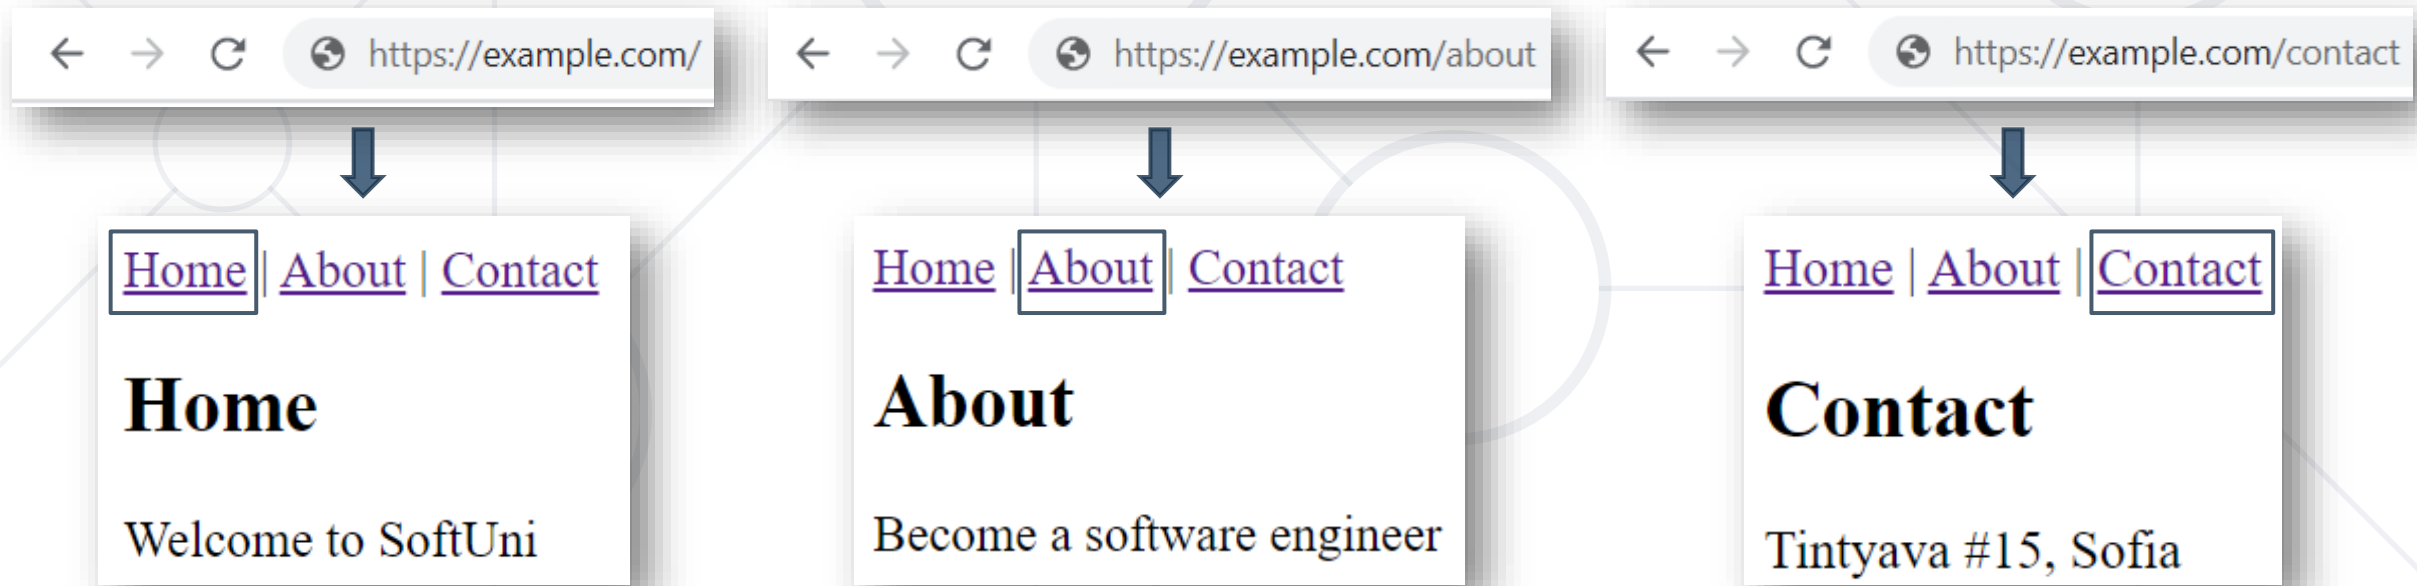 https://example.com/
https://example.com/about
https://example.com/contact
Home | About | Contact
Home
Welcome to SoftUni
Home | About | Contact
About
Become a software engineer
Home | About | Contact
Contact
Tintyava #15, Sofia